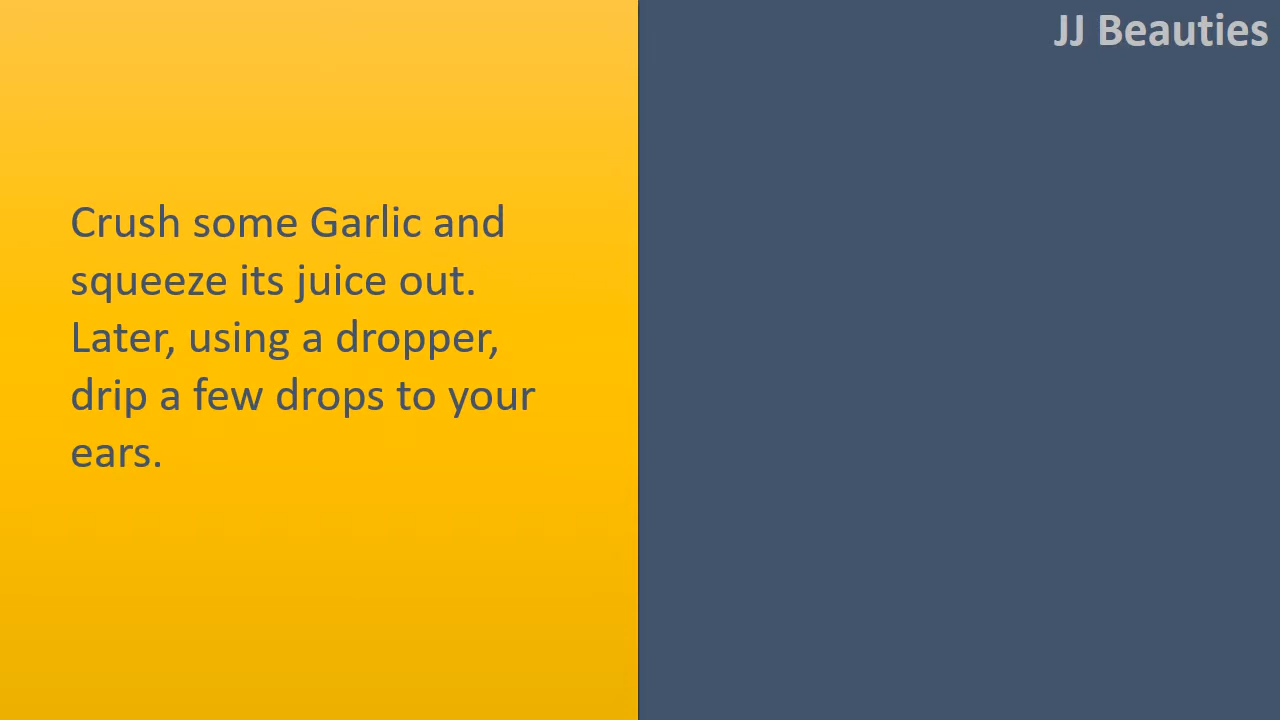 JJ Beauties
Crush some Garlic and
squeeze its juice out.
Later, using a dropper,
drip a few drops to your
ears.